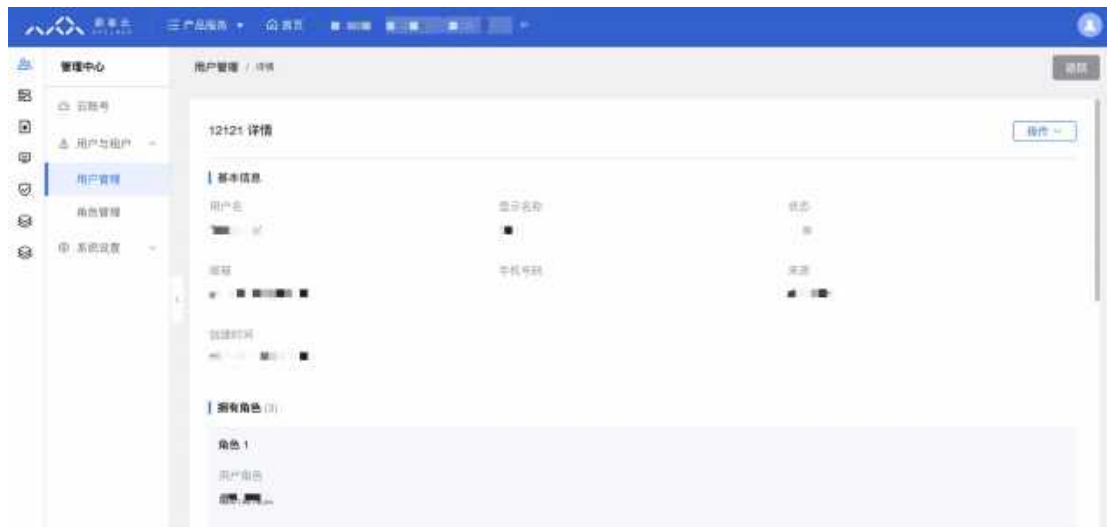 产品服务 首页
管理中心
用户管理 / 详情
云账号
12121 详情
操作
用户与租户
基本信息
用户管理
用户名 显示名称 状态
角色管理
系统设置
邮箱 手机号码 来源
创建时间
拥有角色 (3)
角色 1
用户角色